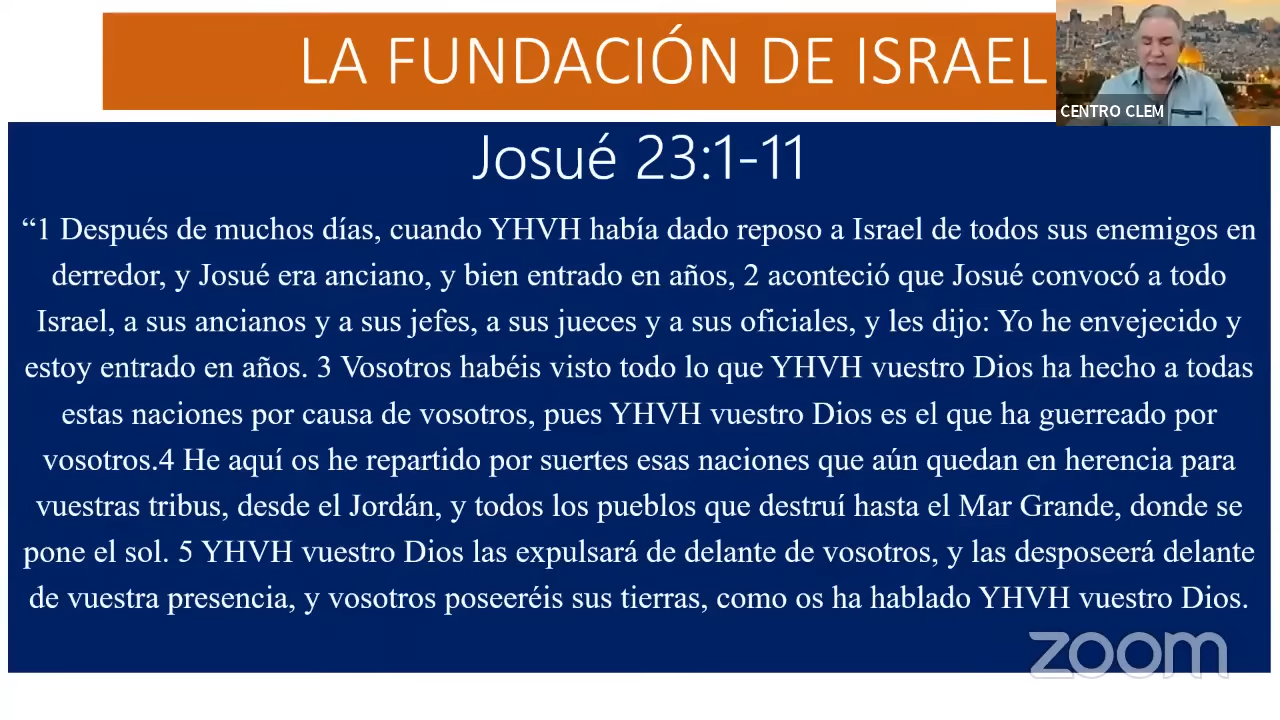 LA FUNDACIÓN DE ISRAEL
CENTRO CLEM
Josué 23:1-11
“1 Después de muchos días, cuando YHVH había dado reposo a Israel de todos sus enemigos en
derredor, y Josué era anciano, y bien entrado en años, 2 aconteció que Josué convocó a todo
Israel, a sus ancianos y a sus jefes, a sus jueces y a sus oficiales, y les dijo: Yo he envejecido y
estoy entrado en años. 3 Vosotros habéis visto todo lo que YHVH vuestro Dios ha hecho a todas
estas naciones por causa de vosotros, pues YHVH vuestro Dios es el que ha guerreado por
vosotros.4 He aquí os he repartido por suertes esas naciones que aún quedan en herencia para
vuestras tribus, desde el Jordán, y todos los pueblos que destruí hasta el Mar Grande, donde se
pone el sol. 5 YHVH vuestro Dios las expulsará de delante de vosotros, y las desposeerá delante
de vuestra presencia, y vosotros poseeréis sus tierras, como os ha hablado YHVH vuestro Dios.
zoom